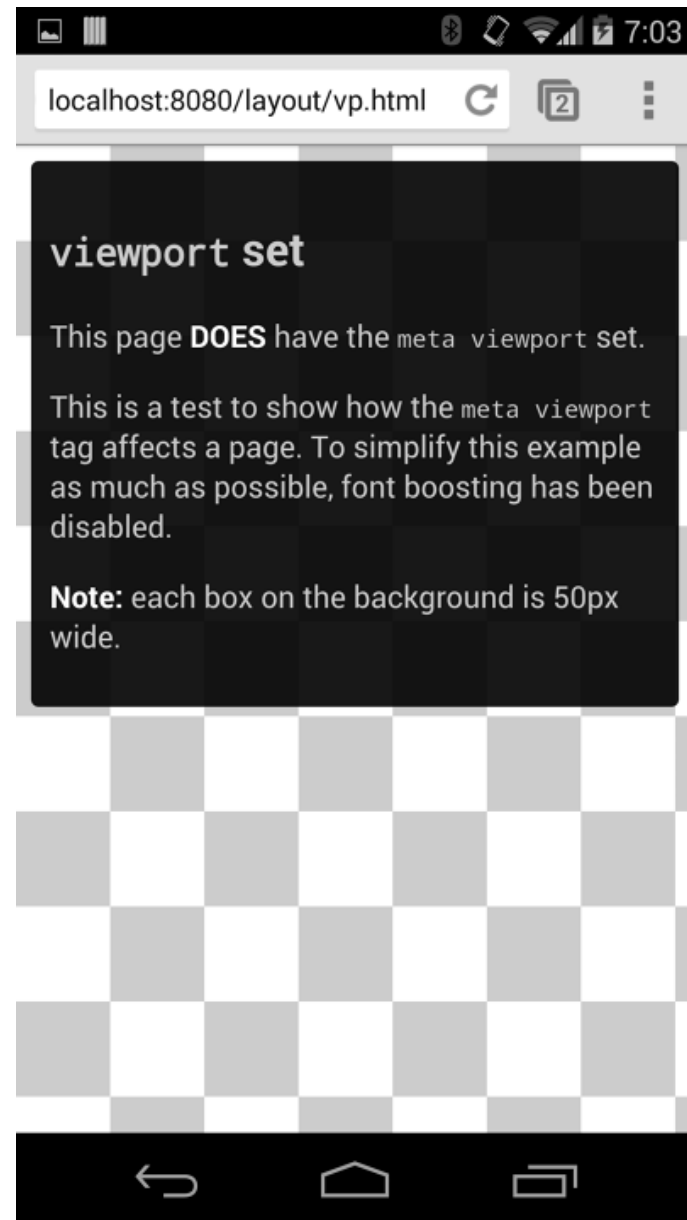 7:03
localhost:8080/layout/vp.html
2
viewport set
This page DOES have the meta viewport set.
This is a test to show how the meta viewport
tag affects a page. To simplify this example
as much as possible, font boosting has been
disabled.
Note: each box on the background is 50px
wide.